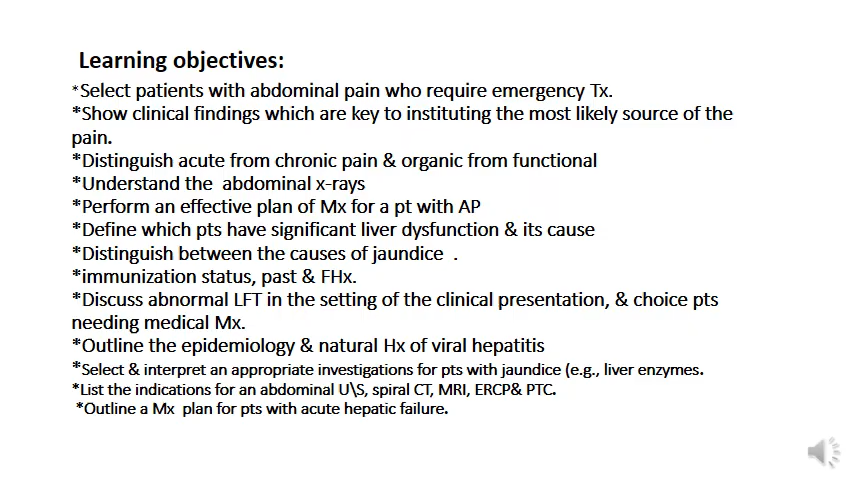 Learning objectives:
*Select patients with abdominal pain who require emergency Tx.
*Show clinical findings which are key to instituting the most likely source of the
pain.
*Distinguish acute from chronic pain & organic from functional
*Understand the  abdominal x-rays
*Perform an effective plan of Mx for a pt with AP
*Define which pts have significant liver dysfunction & its cause
*Distinguish between the causes of jaundice  .
*immunization status, past & FHx.
*Discuss abnormal LFT in the setting of the clinical presentation, & choice pts
needing medical Mx.
*Outline the epidemiology & natural Hx of viral hepatitis
*Select & interpret an appropriate investigations for pts with jaundice (e.g., liver enzymes.
*List the indications for an abdominal U\S, spiral CT, MRI, ERCP& PTC.
*Outline a Mx  plan for pts with acute hepatic failure.